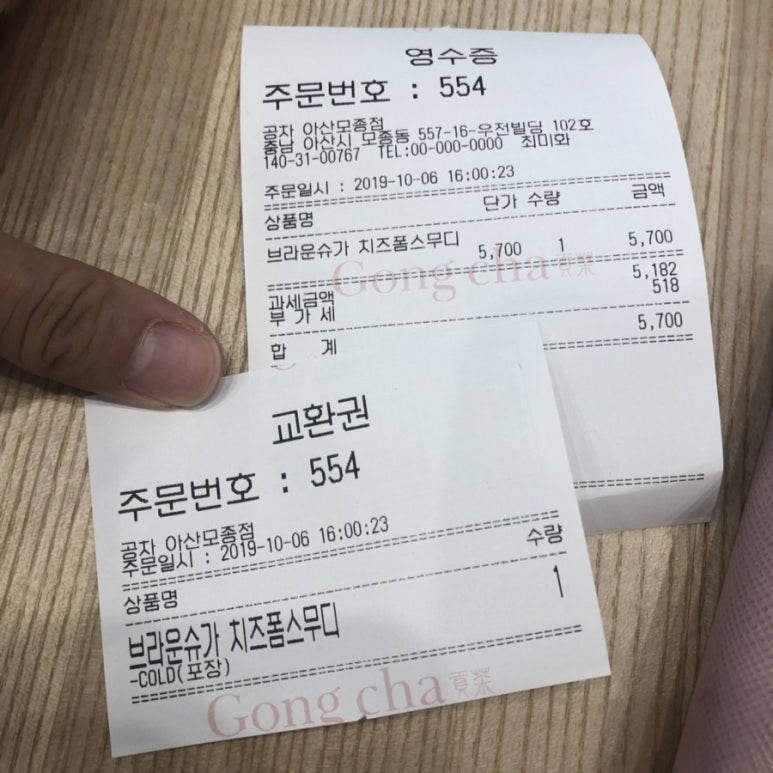 영수증
주문번호 : 554
공차 아산모종점
충남 아산시 모종동 557-16-우전빌딩 102호
140-31-00767 TEL:00-000-0000 최미화
주문일시 : 2019-10-06 16:00:23
상품명 단가 수량 금액
브라운슈가 치즈폼스무디 5,700 1 5,700
Gong cha 貢茶
과세금액 5,182
부 가 세 518
합 계 5,700
교환권
주문번호 : 554
공차 아산모종점
주문일시 : 2019-10-06 16:00:23
상품명 수량
브라운슈가 치즈폼스무디 1
-COLD(포장)
Gong cha 貢茶